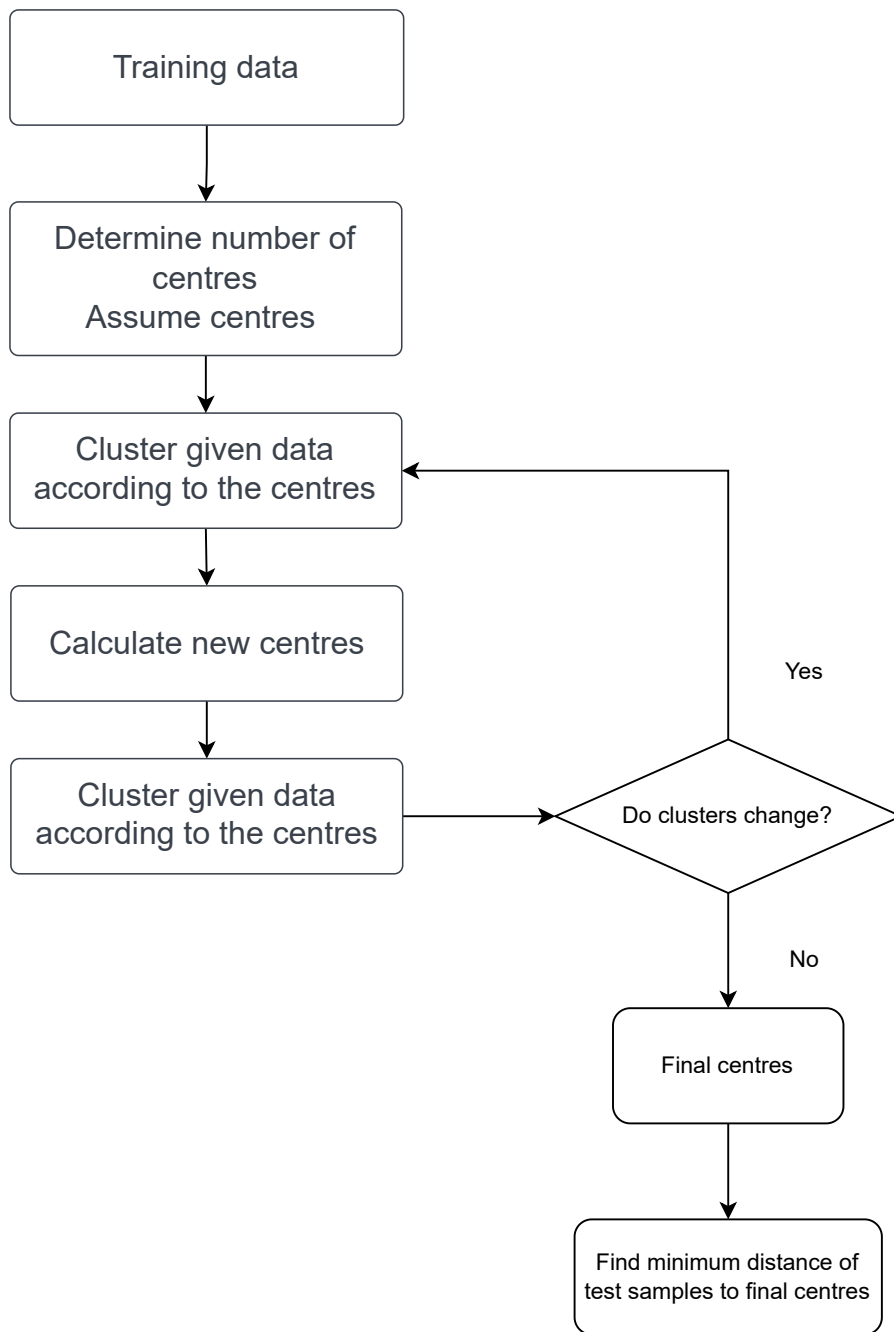 Training data
Determine number of
centres
Assume centres
Cluster given data
according to the centres
Calculate new centres
Yes
Cluster given data
according to the centres
Do clusters change?
No
Final centres
Find minimum distance of
test samples to final centres